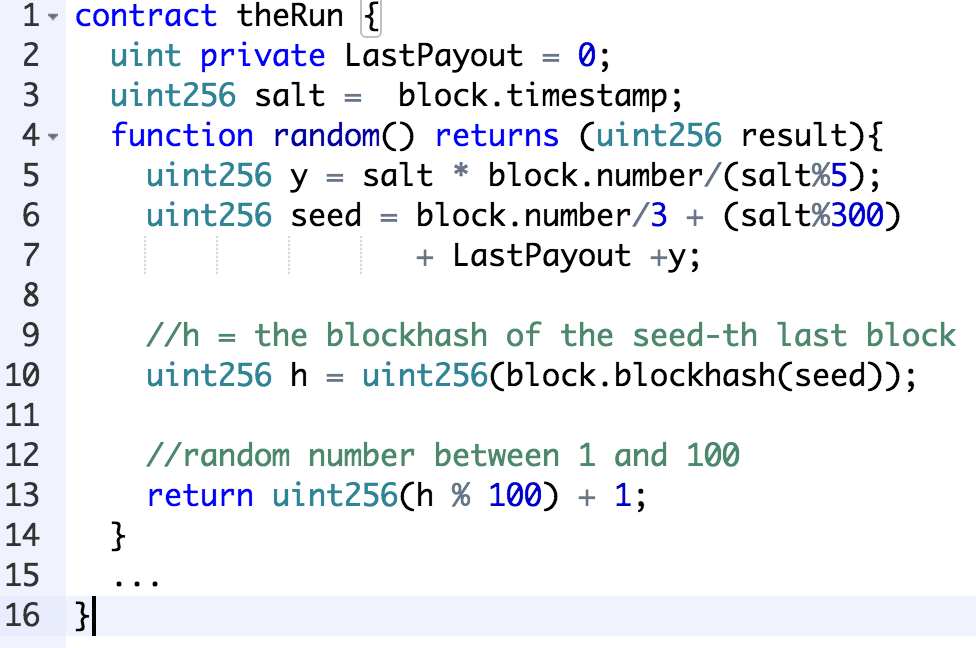 1 contract theRun {
2 uint private LastPayout = 0;
3 uint256 salt =  block.timestamp;
4 function random() returns (uint256 result){
5 uint256 y = salt * block.number/(salt%5);
6 uint256 seed = block.number/3 + (salt%300)
7 + LastPayout +y;
8
9 //h = the blockhash of the seed-th last block
10 uint256 h = uint256(block.blockhash(seed));
11
12 //random number between 1 and 100
13 return uint256(h % 100) + 1;
14 }
15 ...
16 }